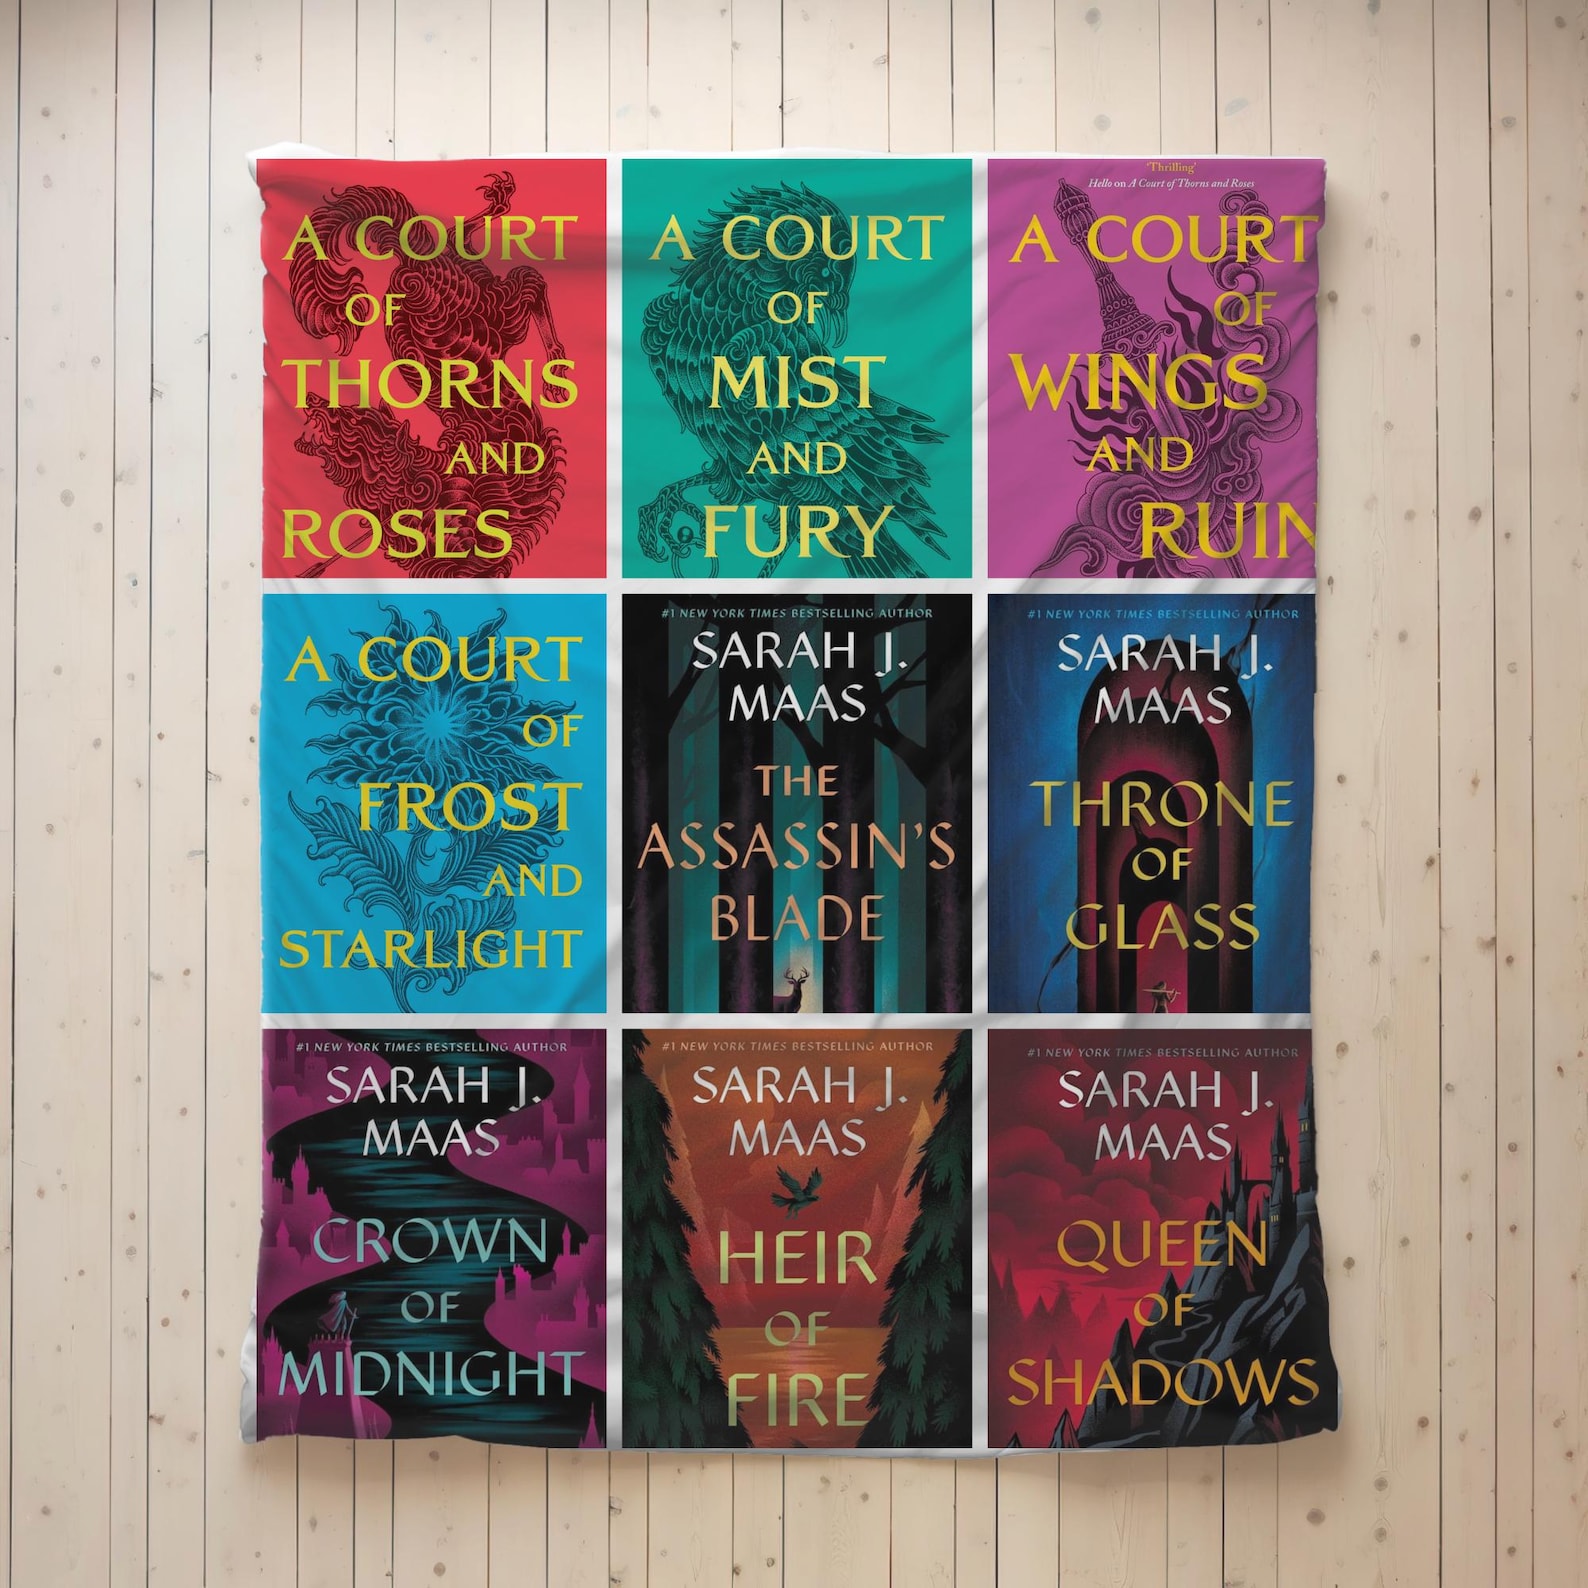 A COURT
OF
THORNS
AND
ROSES
A COURT
OF
MIST
AND
FURY
'Thrilling'
Hello on A Court of Thorns and Roses
A COURT
OF
WINGS
AND
RUIN
A COURT
OF
FROST
AND
STARLIGHT
#1 NEW YORK TIMES BESTSELLING AUTHOR
SARAH J.
MAAS
THE
ASSASSIN'S
BLADE
#1 NEW YORK TIMES BESTSELLING AUTHOR
SARAH J.
MAAS
THRONE
OF
GLASS
#1 NEW YORK TIMES BESTSELLING AUTHOR
SARAH J.
MAAS
CROWN
OF
MIDNIGHT
#1 NEW YORK TIMES BESTSELLING AUTHOR
SARAH J.
MAAS
HEIR
OF
FIRE
#1 NEW YORK TIMES BESTSELLING AUTHOR
SARAH J.
MAAS
QUEEN
OF
SHADOWS